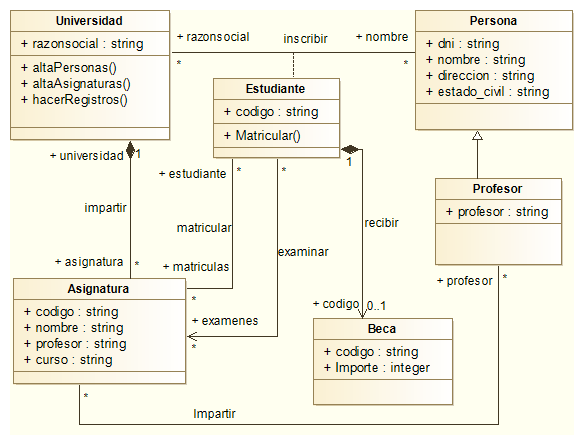 Universidad
+ razonsocial : string
+ altaPersonas()
+ altaAsignaturas()
+ hacerRegistros()
+ razonsocial
*
inscribir
+ nombre
*
Persona
+ dni : string
+ nombre : string
+ direccion : string
+ estado_civil : string
Estudiante
+ codigo : string
+ Matricular()
+ universidad
1
impartir
+ asignatura
*
+ estudiante
*
matricular
+ matriculas
*
*
examinar
+ examenes
*
1
recibir
+ codigo
0..1
Profesor
+ profesor : string
+ profesor
*
Asignatura
+ codigo : string
+ nombre : string
+ profesor : string
+ curso : string
Beca
+ codigo : string
+ Importe : integer
*
Impartir